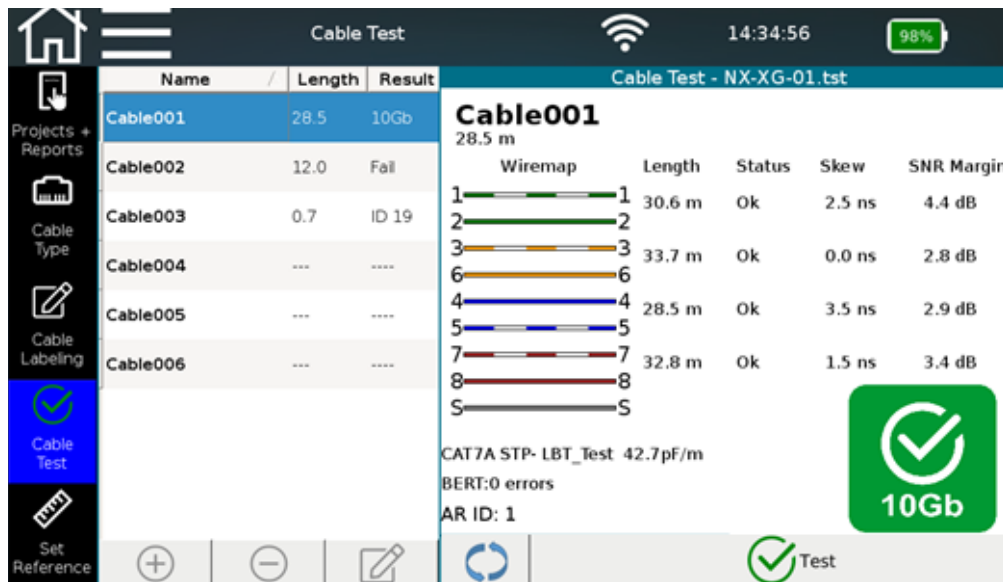 Cable Test 14:34:56 98%
Projects +
Reports
Cable
Type
Cable
Labeling
Cable
Test
Set
Reference
Name / Length Result
Cable001 28.5 10Gb
Cable002 12.0 Fail
Cable003 0.7 ID 19
Cable004 --- ----
Cable005 --- ----
Cable006 --- ----
Cable Test - NX-XG-01.tst
Cable001
28.5 m
Wiremap Length Status Skew SNR Margin
1 1 30.6 m Ok 2.5 ns 4.4 dB
2 2
3 3 33.7 m Ok 0.0 ns 2.8 dB
6 6
4 4 28.5 m Ok 3.5 ns 2.9 dB
5 5
7 7 32.8 m Ok 1.5 ns 3.4 dB
8 8
S S
CAT7A STP- LBT_Test 42.7pF/m
BERT:0 errors
AR ID: 1
10Gb
Test